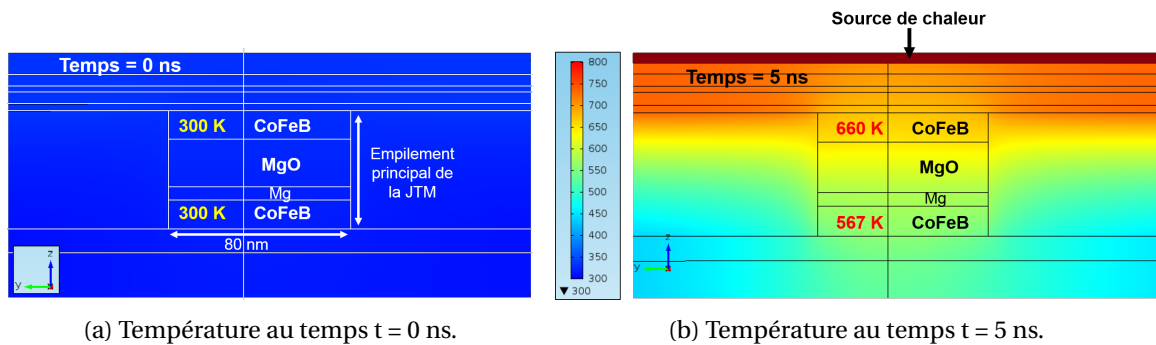 Temps = 0 ns
300 K CoFeB
MgO
Mg
300 K CoFeB
80 nm
Empilement
principal de
la JTM
z
y
(a) Température au temps t = 0 ns.
800
750
700
650
600
550
500
450
400
350
300
▼ 300
Source de chaleur
Temps = 5 ns
660 K CoFeB
MgO
Mg
567 K CoFeB
z
y
(b) Température au temps t = 5 ns.